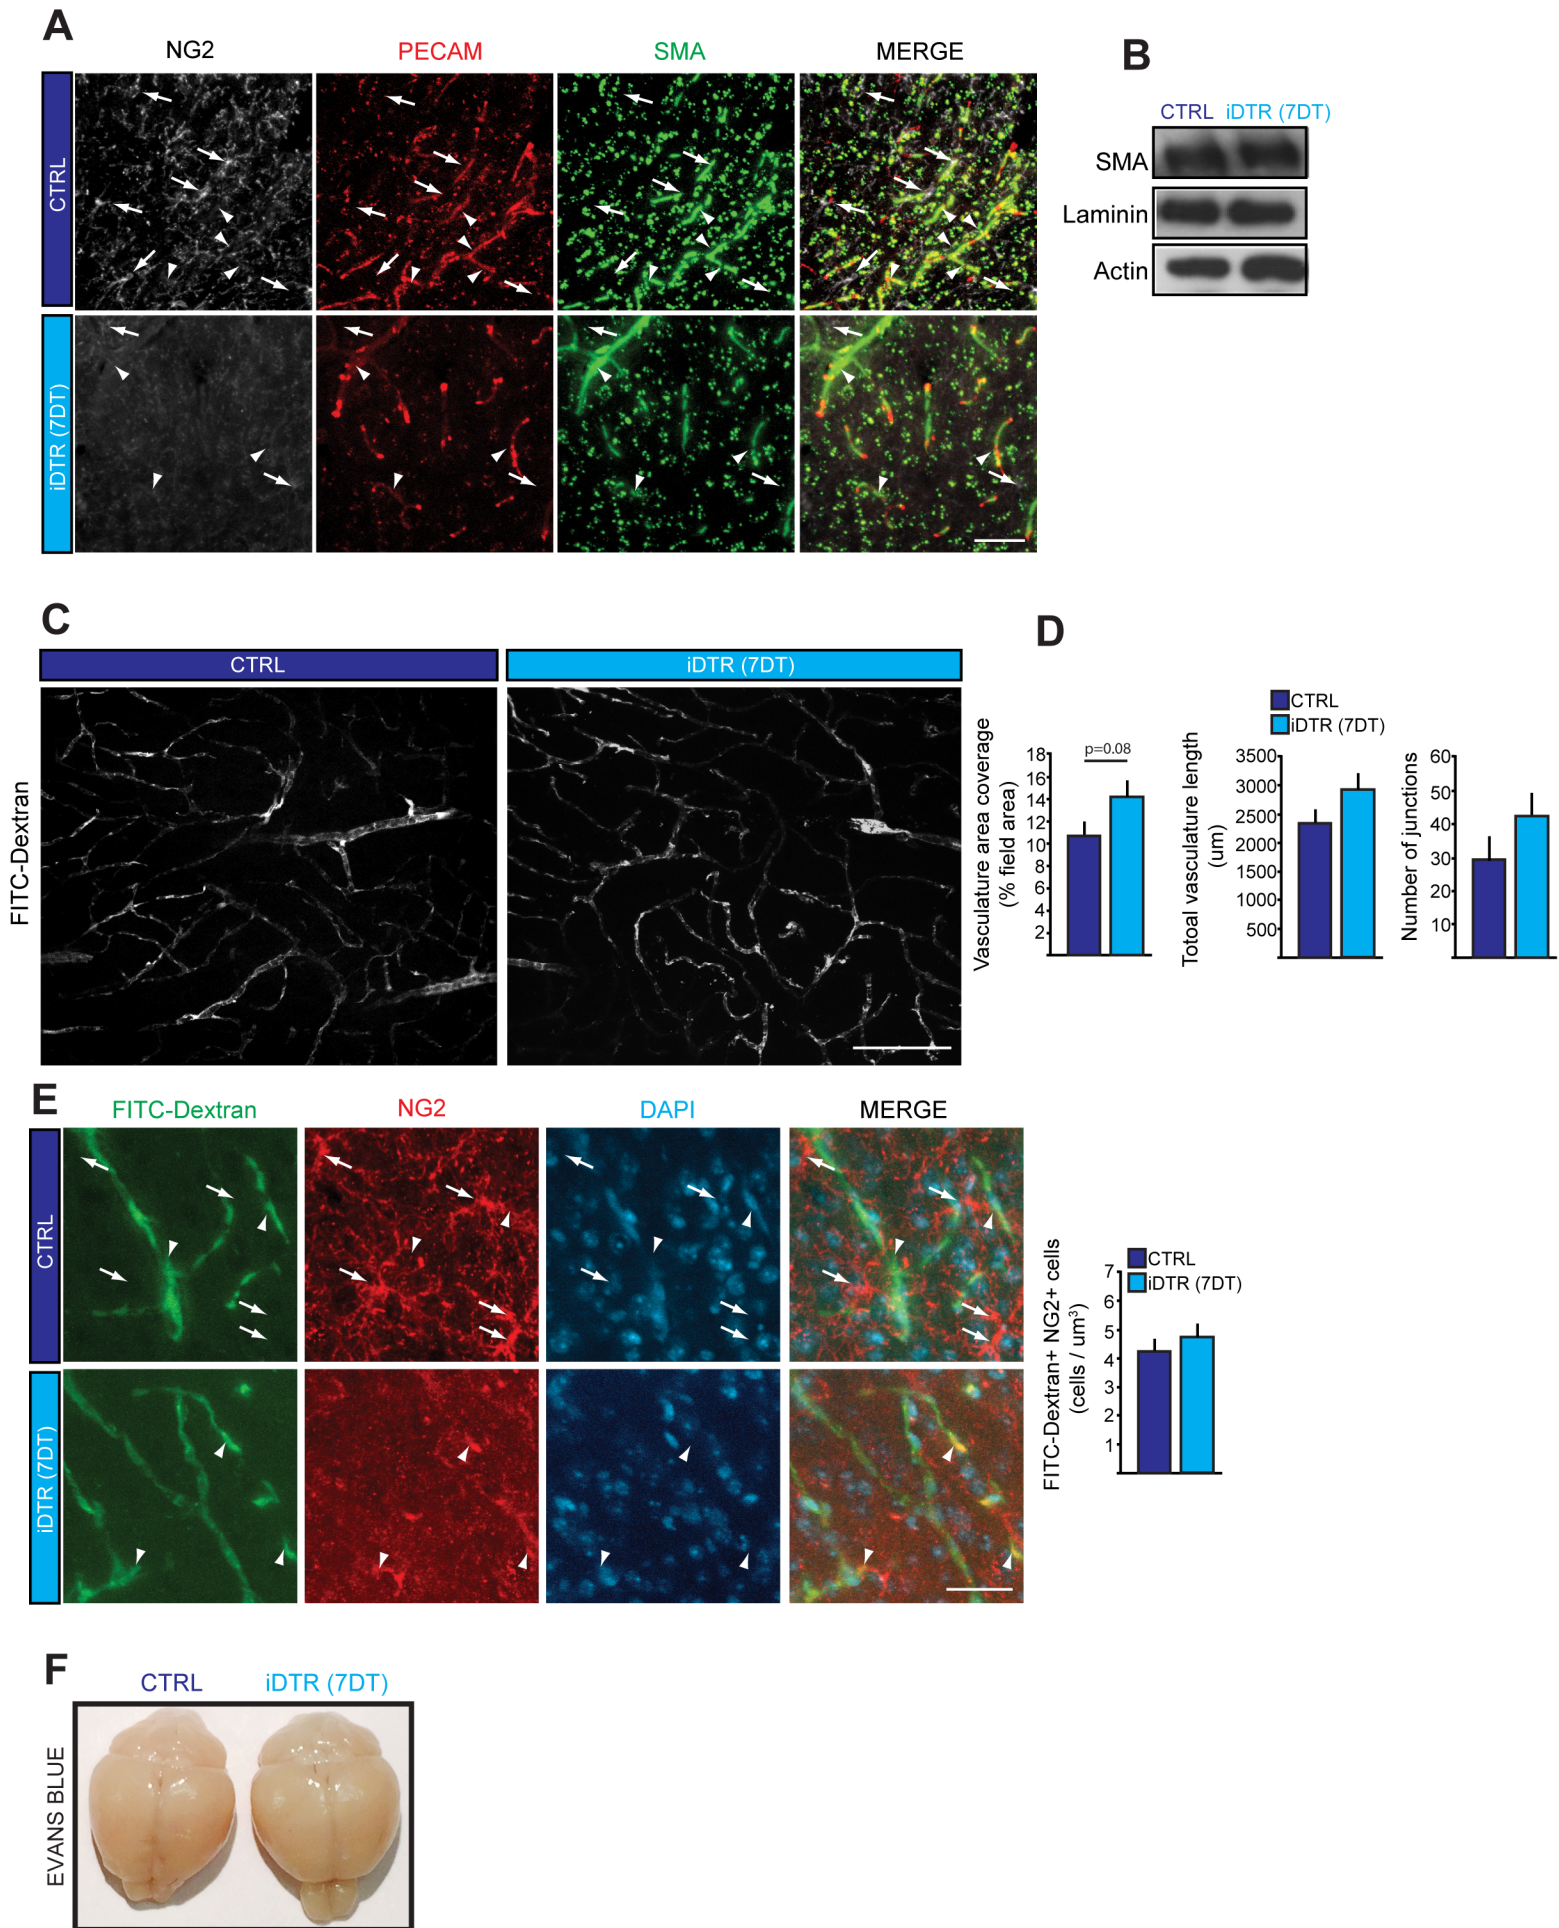 A
NG2
PECAM
SMA
MERGE
CTRL
iDTR (7DT)
B
CTRL
iDTR (7DT)
SMA
Laminin
Actin
C
CTRL
iDTR (7DT)
FITC-Dextran
D
CTRL
iDTR (7DT)
Vasculature area coverage
(% field area)
18
16
14
12
10
8
6
4
2
p=0.08
Totoal vasculature length
(um)
3500
3000
2500
2000
1500
1000
500
Number of junctions
60
50
40
30
20
10
E
FITC-Dextran
NG2
DAPI
MERGE
CTRL
iDTR (7DT)
FITC-Dextran+ NG2+ cells
(cells / um³)
7
6
5
4
3
2
1
CTRL
iDTR (7DT)
F
CTRL
iDTR (7DT)
EVANS BLUE